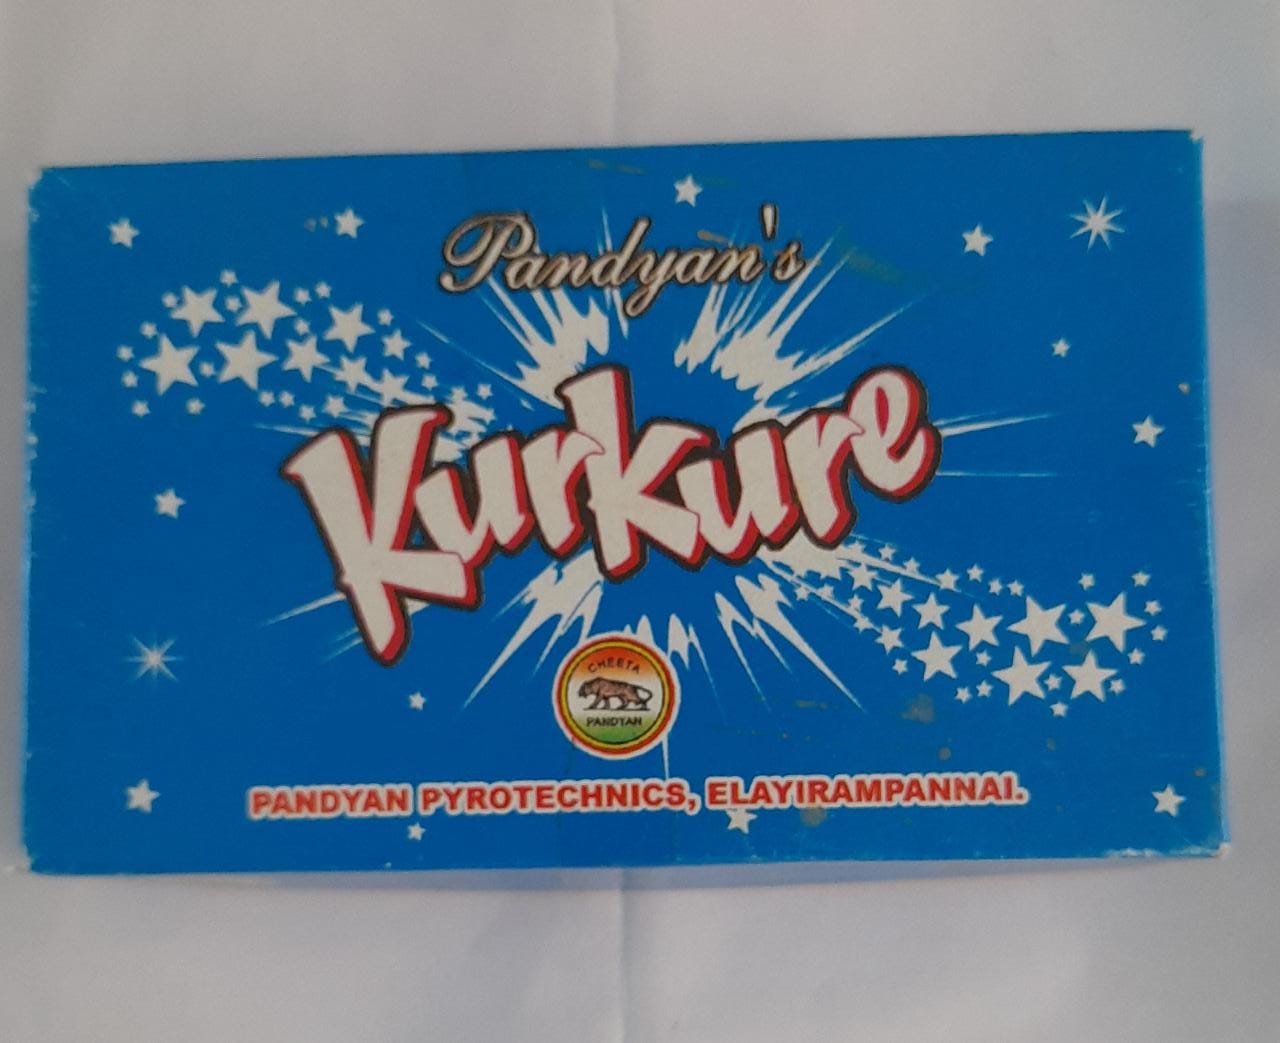 Pandyan's
Kurkure
CHEETA
PANDYAN
PANDYAN PYROTECHNICS, ELAYIRAMPANNAI.